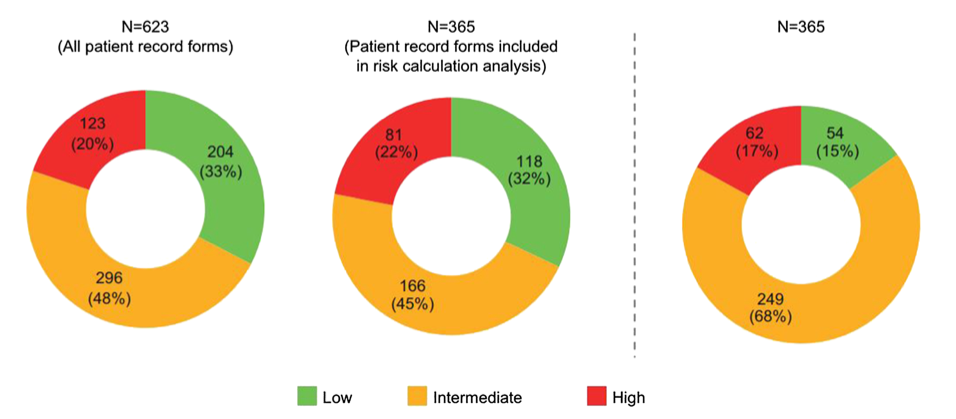 N=623
(All patient record forms)
123
(20%)
204
(33%)
296
(48%)
N=365
(Patient record forms included
in risk calculation analysis)
81
(22%)
118
(32%)
166
(45%)
N=365
62
(17%)
54
(15%)
249
(68%)
Low
Intermediate
High